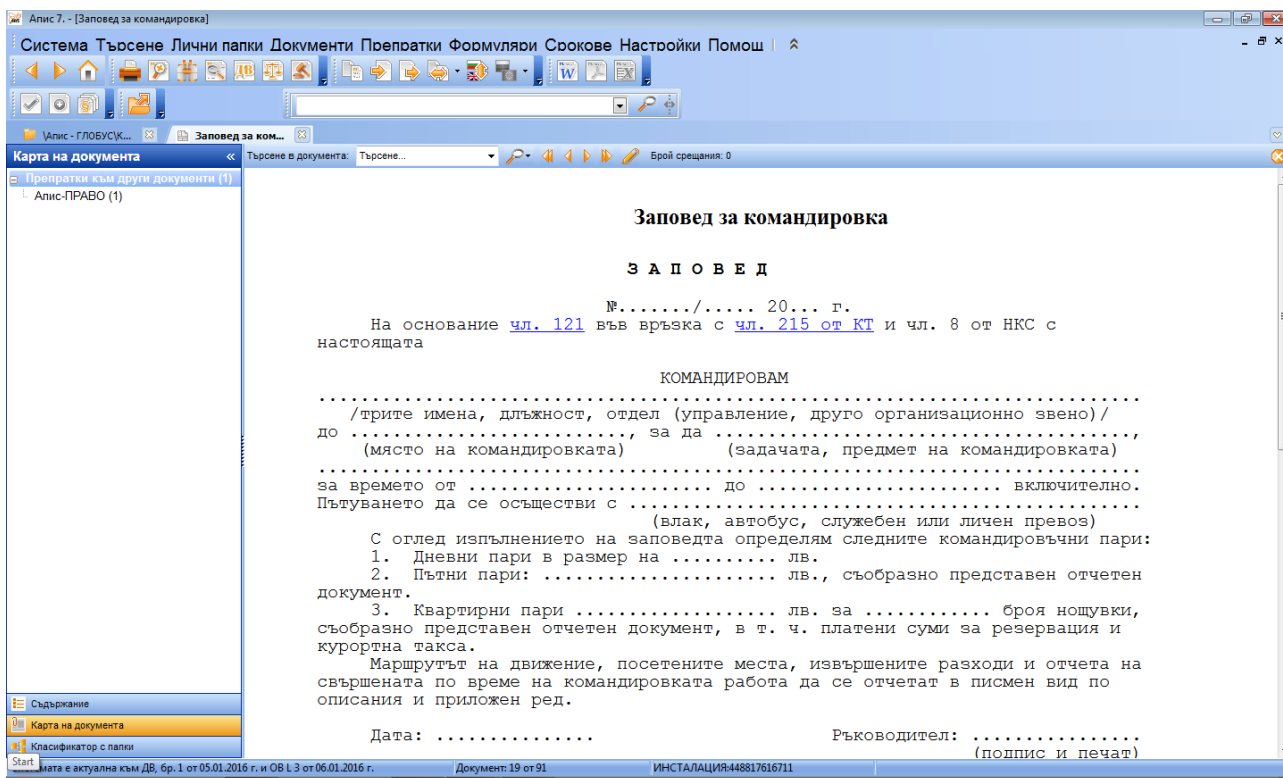 Апис 7. - [Заповед за командировка]
Система Търсене Лични папки Документи Препратки Формуляри Срокове Настройки Помощ
\Апис - ГЛОБУС\К...
Заповед за ком...
Карта на документа «
Търсене в документа: Търсене...
Брой срещания: 0
Препратки към други документи (1)
Апис-ПРАВО (1)
Заповед за командировка
З А П О В Е Д
№......./..... 20... г.
На основание чл. 121 във връзка с чл. 215 от КТ и чл. 8 от НКС с
настоящата
КОМАНДИРОВАМ
...........................................................................
/трите имена, длъжност, отдел (управление, друго организационно звено)/
до ........................., за да ......................................,
(място на командировката) (задачата, предмет на командировката)
...........................................................................
за времето от ...................... до ...................... включително.
Пътуването да се осъществи с ...............................................
(влак, автобус, служебен или личен превоз)
С оглед изпълнението на заповедта определям следните командировъчни пари:
1. Дневни пари в размер на .......... лв.
2. Пътни пари: ..................... лв., съобразно представен отчетен
документ.
3. Квартирни пари .................. лв. за ............ броя нощувки,
съобразно представен отчетен документ, в т. ч. платени суми за резервация и
курортна такса.
Маршрутът на движение, посетените места, извършените разходи и отчета на
свършената по време на командировката работа да се отчетат в писмен вид по
описания и приложен ред.
Дата: ............... Ръководител: ................
(подпис и печат)
Съдържание
Карта на документа
Класификатор с папки
Start
мата е актуална към ДВ, бр. 1 от 05.01.2016 г. и ОВ L 3 от 06.01.2016 г.
Документ: 19 от 91
ИНСТАЛАЦИЯ:448817616711